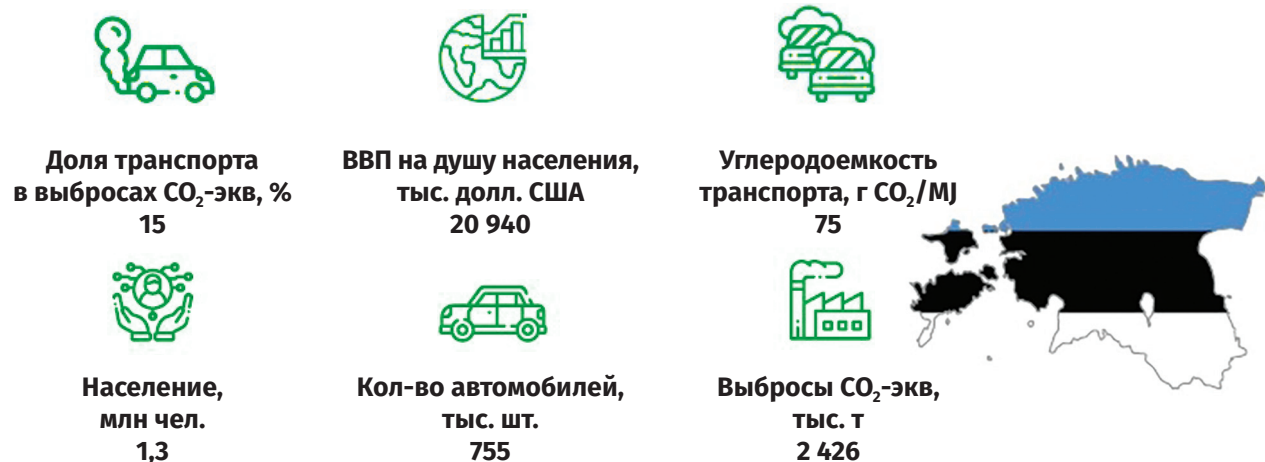 Доля транспорта
в выбросах CO₂-экв, %
15
ВВП на душу населения,
тыс. долл. США
20 940
Углеродоемкость
транспорта, г CO₂/MJ
75
Население,
млн чел.
1,3
Кол-во автомобилей,
тыс. шт.
755
Выбросы CO₂-экв,
тыс. т
2 426